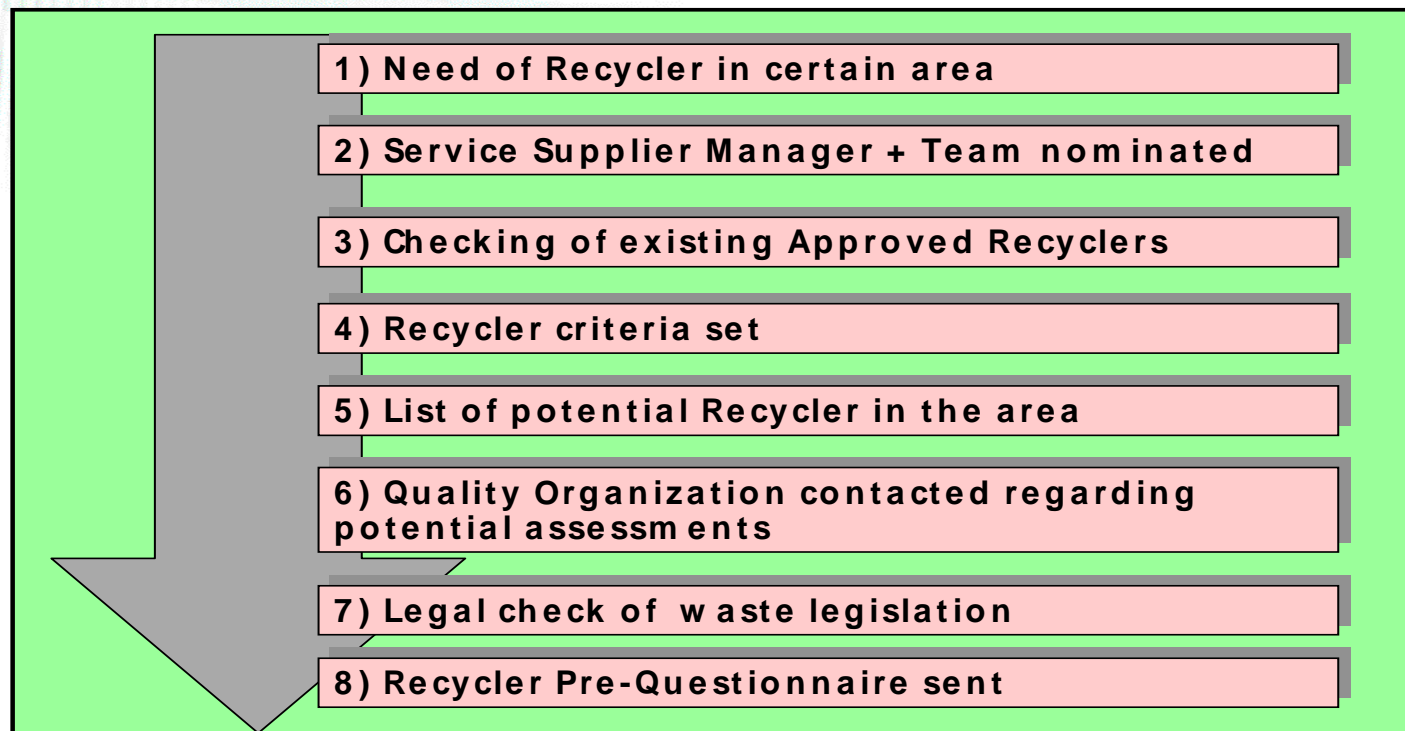 1) Need of Recycler in certain area
2) Service Supplier Manager + Team nominated
3) Checking of existing Approved Recyclers
4) Recycler criteria set
5) List of potential Recycler in the area
6) Quality Organization contacted regarding
potential assessments
7) Legal check of waste legislation
8) Recycler Pre-Questionnaire sent